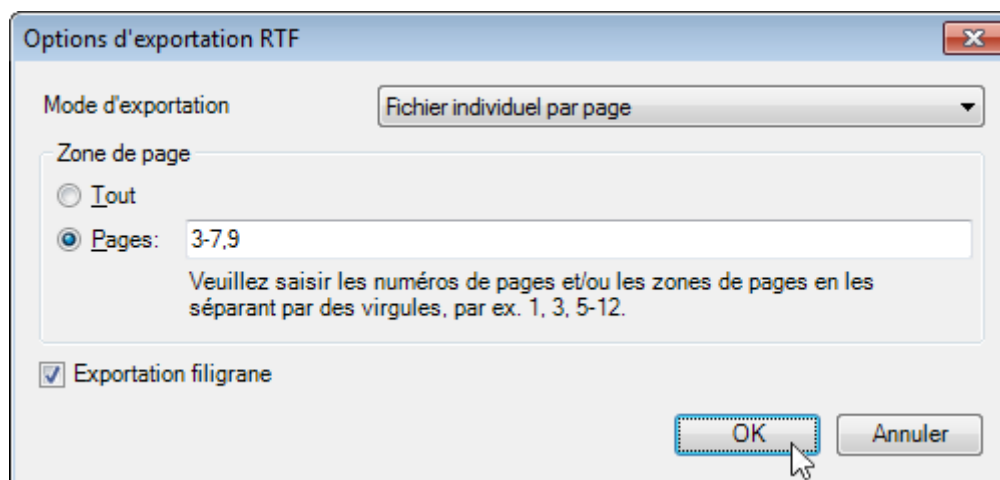 Options d'exportation RTF
Mode d'exportation
Fichier individuel par page
Zone de page
Tout
Pages:
3-7,9
Veuillez saisir les numéros de pages et/ou les zones de pages en les
séparant par des virgules, par ex. 1, 3, 5-12.
Exportation filigrane
OK
Annuler